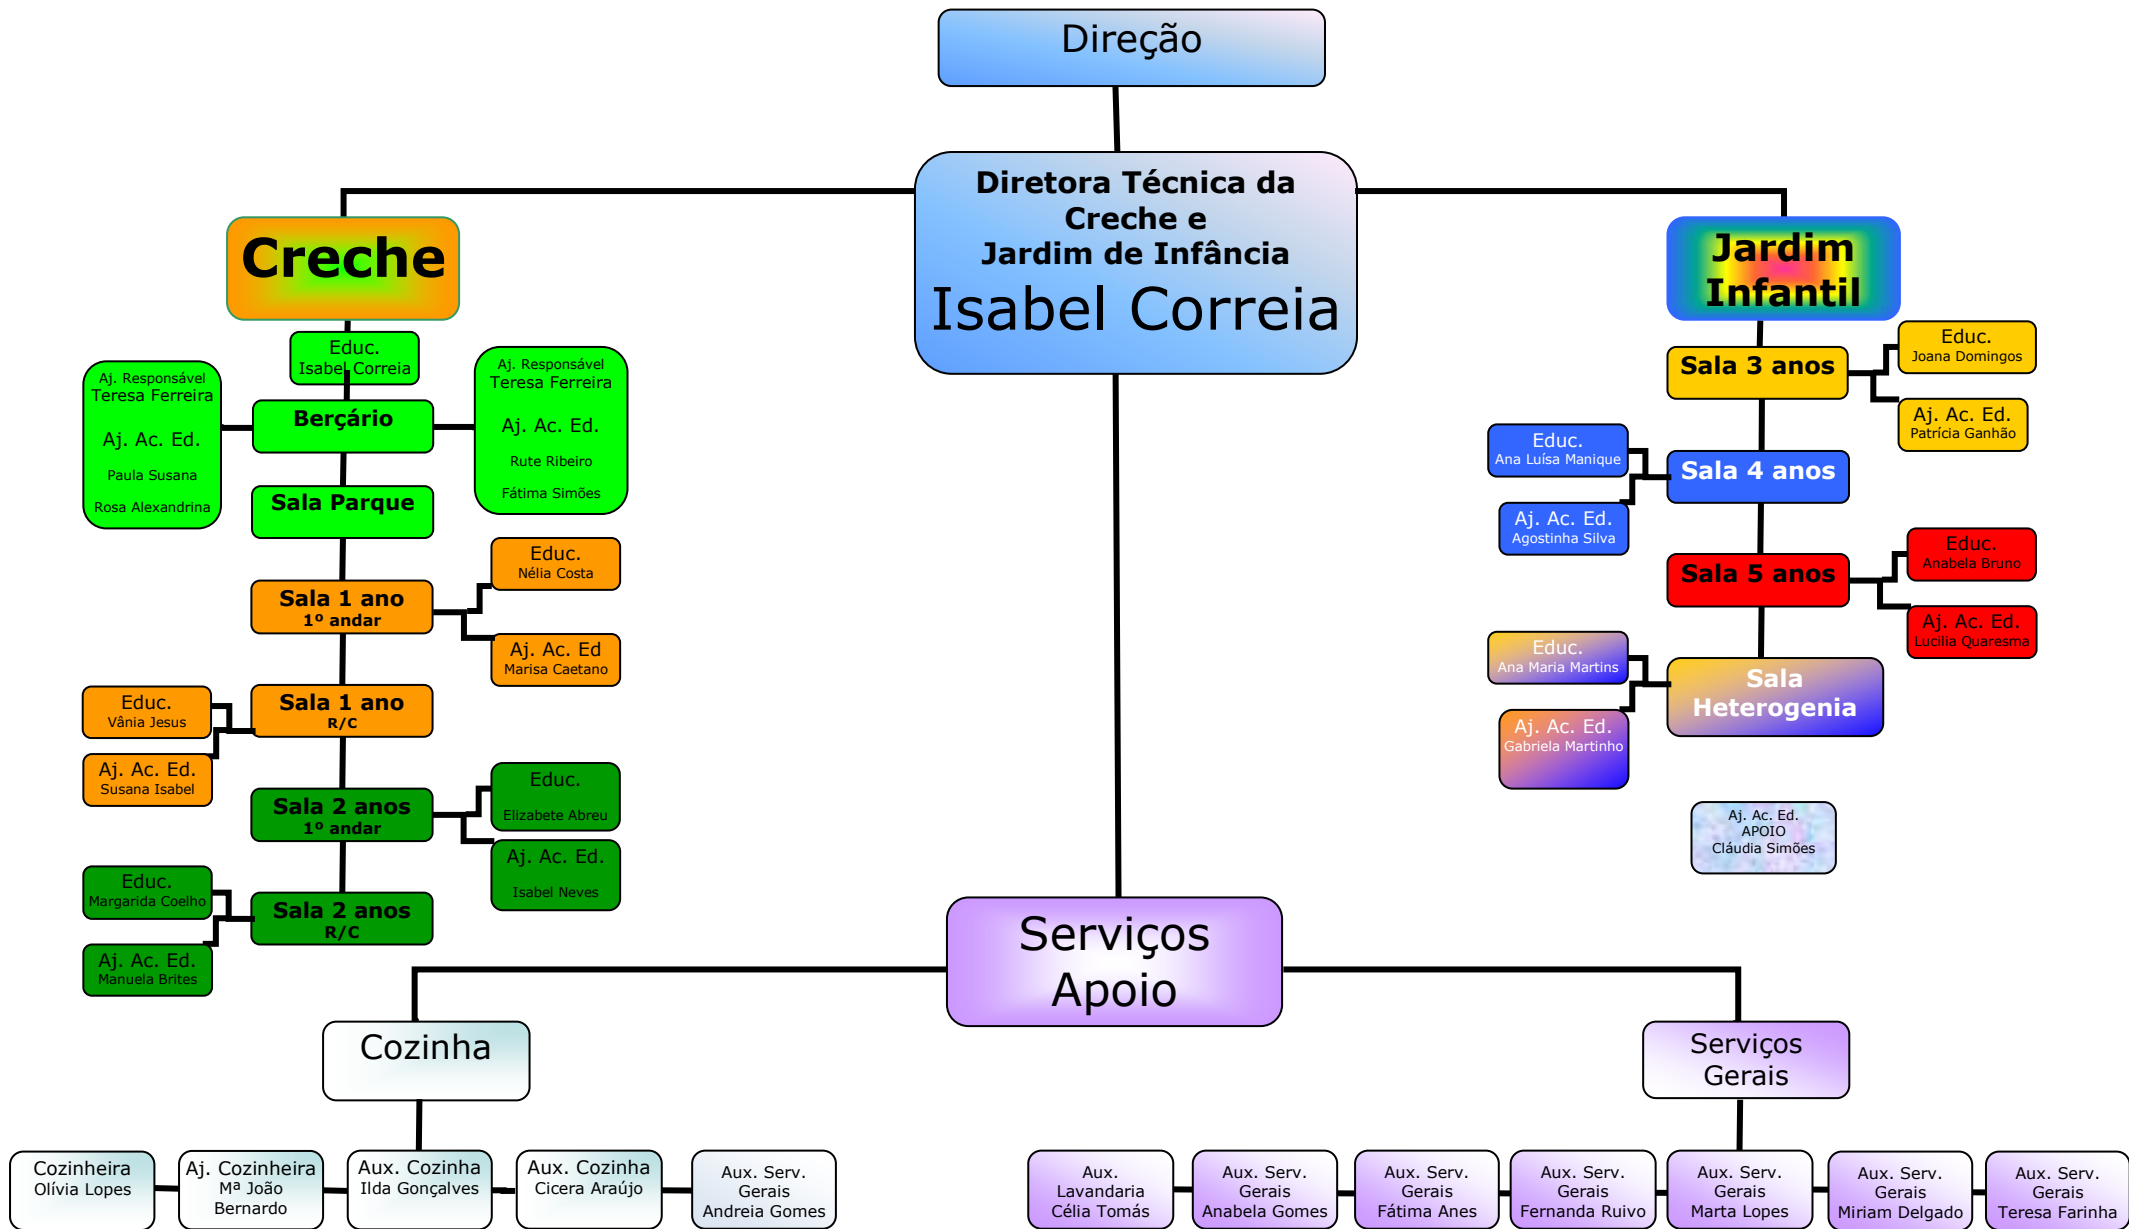 Direção
Diretora Técnica da
Creche e
Jardim de Infância
Isabel Correia
Creche
Educ.
Isabel Correia
Aj. Responsável
Teresa Ferreira
Aj. Ac. Ed.
Paula Susana
Rosa Alexandrina
Berçário
Aj. Responsável
Teresa Ferreira
Aj. Ac. Ed.
Rute Ribeiro
Fátima Simões
Sala Parque
Sala 1 ano
1º andar
Educ.
Nélia Costa
Aj. Ac. Ed
Marisa Caetano
Sala 1 ano
R/C
Educ.
Vânia Jesus
Aj. Ac. Ed.
Susana Isabel
Sala 2 anos
1º andar
Educ.
Elizabete Abreu
Aj. Ac. Ed.
Isabel Neves
Sala 2 anos
R/C
Educ.
Margarida Coelho
Aj. Ac. Ed.
Manuela Brites
Jardim
Infantil
Sala 3 anos
Educ.
Joana Domingos
Aj. Ac. Ed.
Patrícia Ganhão
Sala 4 anos
Educ.
Ana Luísa Manique
Aj. Ac. Ed.
Agostinha Silva
Sala 5 anos
Educ.
Anabela Bruno
Aj. Ac. Ed.
Lucilia Quaresma
Sala
Heterogenia
Educ.
Ana Maria Martins
Aj. Ac. Ed.
Gabriela Martinho
Aj. Ac. Ed.
APOIO
Cláudia Simões
Serviços
Apoio
Cozinha
Cozinheira
Olívia Lopes
Aj. Cozinheira
Mª João
Bernardo
Aux. Cozinha
Ilda Gonçalves
Aux. Cozinha
Cicera Araújo
Aux. Serv.
Gerais
Andreia Gomes
Serviços
Gerais
Aux.
Lavandaria
Célia Tomás
Aux. Serv.
Gerais
Anabela Gomes
Aux. Serv.
Gerais
Fátima Anes
Aux. Serv.
Gerais
Fernanda Ruivo
Aux. Serv.
Gerais
Marta Lopes
Aux. Serv.
Gerais
Miriam Delgado
Aux. Serv.
Gerais
Teresa Farinha